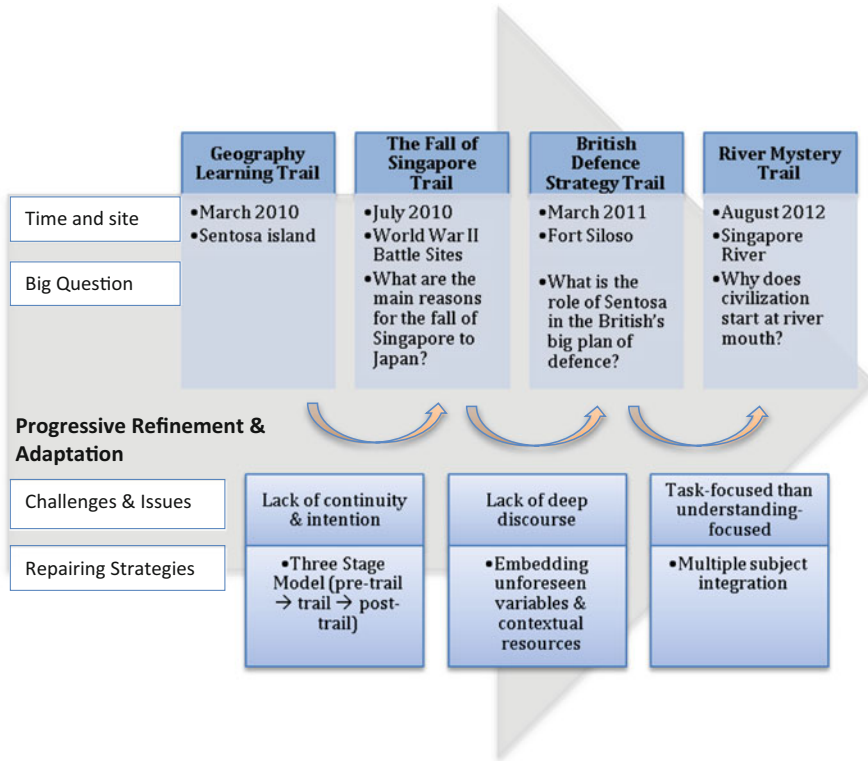 Geography
Learning Trail
The Fall of
Singapore
Trail
British
Defence
Strategy Trail
River Mystery
Trail
Time and site
•March 2010
•Sentosa island
•July 2010
•World War II
Battle Sites
•What are the
main reasons
for the fall of
Singapore to
Japan?
•March 2011
•Fort Siloso
•What is the
role of Sentosa
in the British's
big plan of
defence?
•August 2012
•Singapore
River
•Why does
civilization
start at river
mouth?
Big Question
Progressive Refinement &
Adaptation
Challenges & Issues
Lack of continuity
& intention
Lack of deep
discourse
Task-focused than
understanding-
focused
Repairing Strategies
•Three Stage
Model (pre-trail
→ trail → post-
trail)
•Embedding
unforeseen
variables &
contextual
resources
•Multiple subject
integration